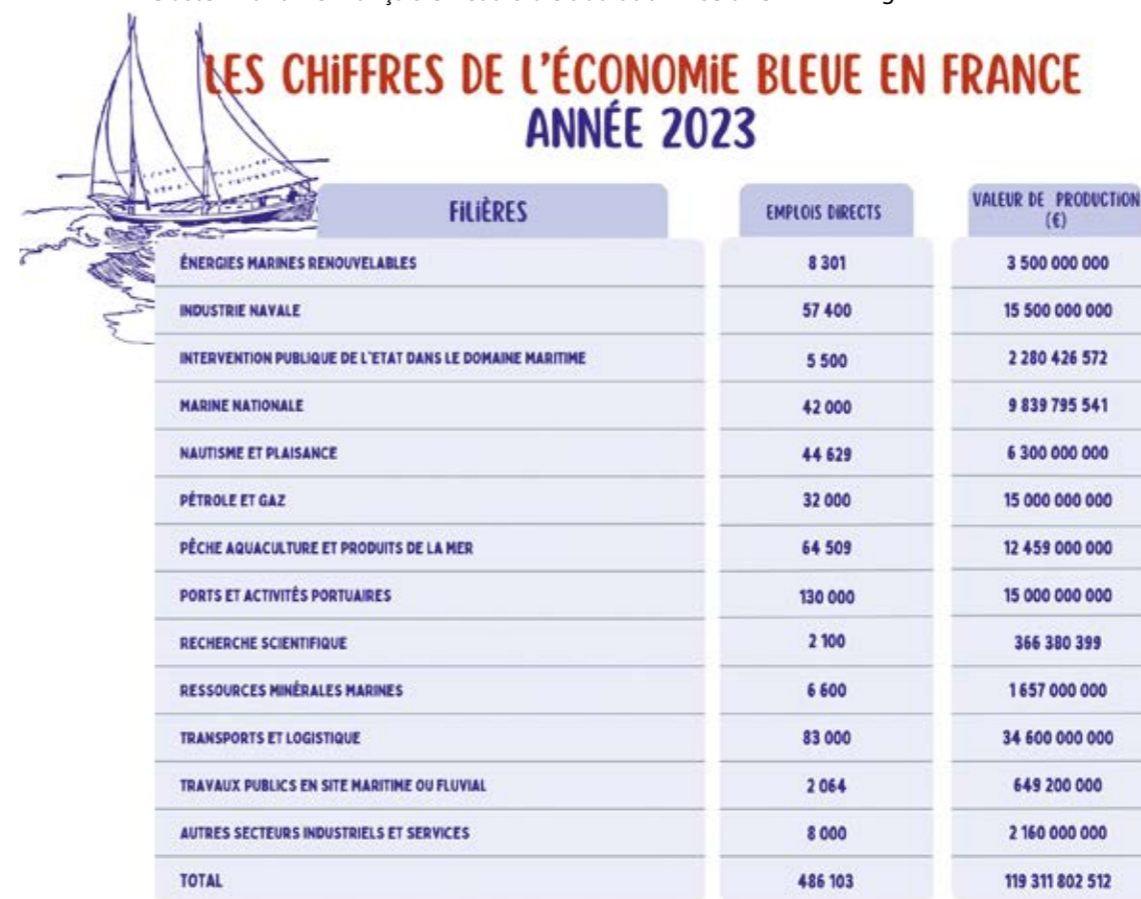 LES CHiFFRES DE L'ÉCONOMiE BLEUE EN FRANCE
ANNÉE 2023
FILIÈRES EMPLOIS DIRECTS VALEUR DE PRODUCTION (€)
ÉNERGIES MARINES RENOUVELABLES 8 301 3 500 000 000
INDUSTRIE NAVALE 57 400 15 500 000 000
INTERVENTION PUBLIQUE DE L'ETAT DANS LE DOMAINE MARITIME 5 500 2 280 426 572
MARINE NATIONALE 42 000 9 839 795 541
NAUTISME ET PLAISANCE 44 629 6 300 000 000
PÉTROLE ET GAZ 32 000 15 000 000 000
PÊCHE AQUACULTURE ET PRODUITS DE LA MER 64 509 12 459 000 000
PORTS ET ACTIVITÉS PORTUAIRES 130 000 15 000 000 000
RECHERCHE SCIENTIFIQUE 2 100 366 380 399
RESSOURCES MINÉRALES MARINES 6 600 1 657 000 000
TRANSPORTS ET LOGISTIQUE 83 000 34 600 000 000
TRAVAUX PUBLICS EN SITE MARITIME OU FLUVIAL 2 064 649 200 000
AUTRES SECTEURS INDUSTRIELS ET SERVICES 8 000 2 160 000 000
TOTAL 486 103 119 311 802 512